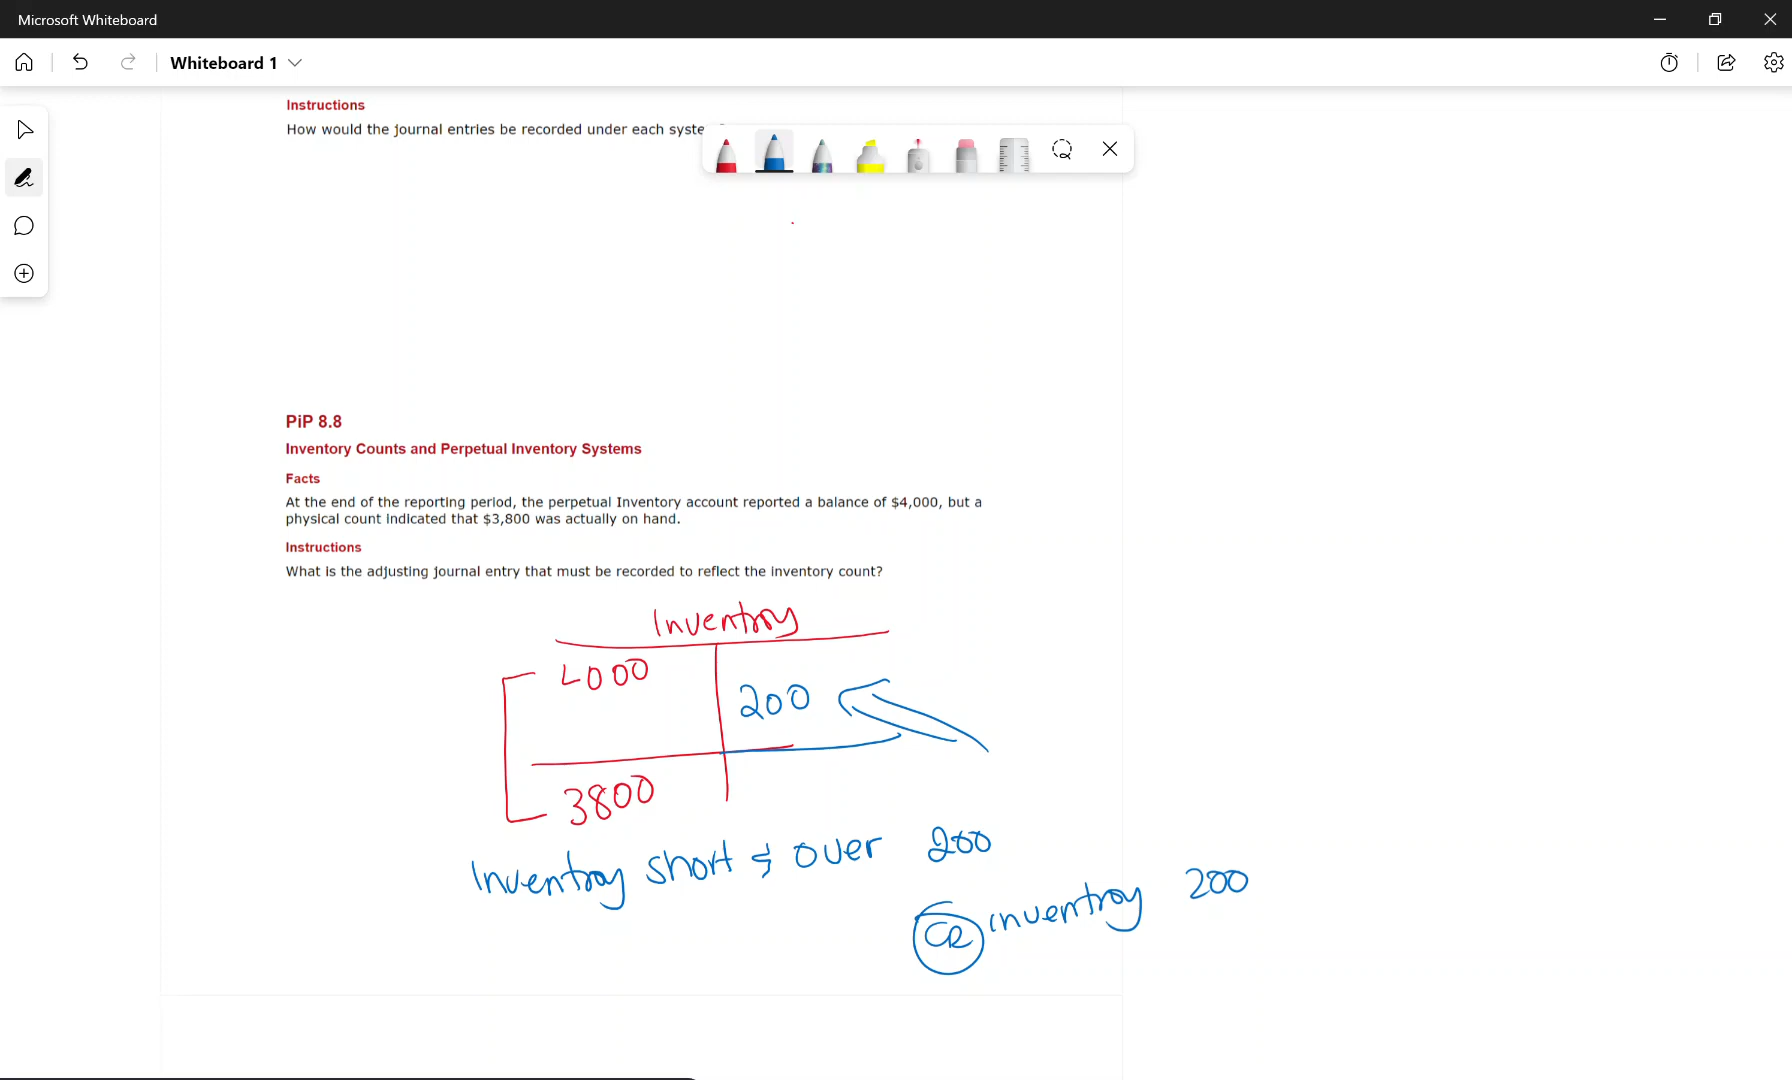 Microsoft Whiteboard
Whiteboard 1
Instructions
How would the journal entries be recorded under each syste
PiP 8.8
Inventory Counts and Perpetual Inventory Systems
Facts
At the end of the reporting period, the perpetual Inventory account reported a balance of $4,000, but a
physical count indicated that $3,800 was actually on hand.
Instructions
What is the adjusting journal entry that must be recorded to reflect the inventory count?
Inventroy
4000
200
3800
Inventroy short & over 200
CR inventroy 200